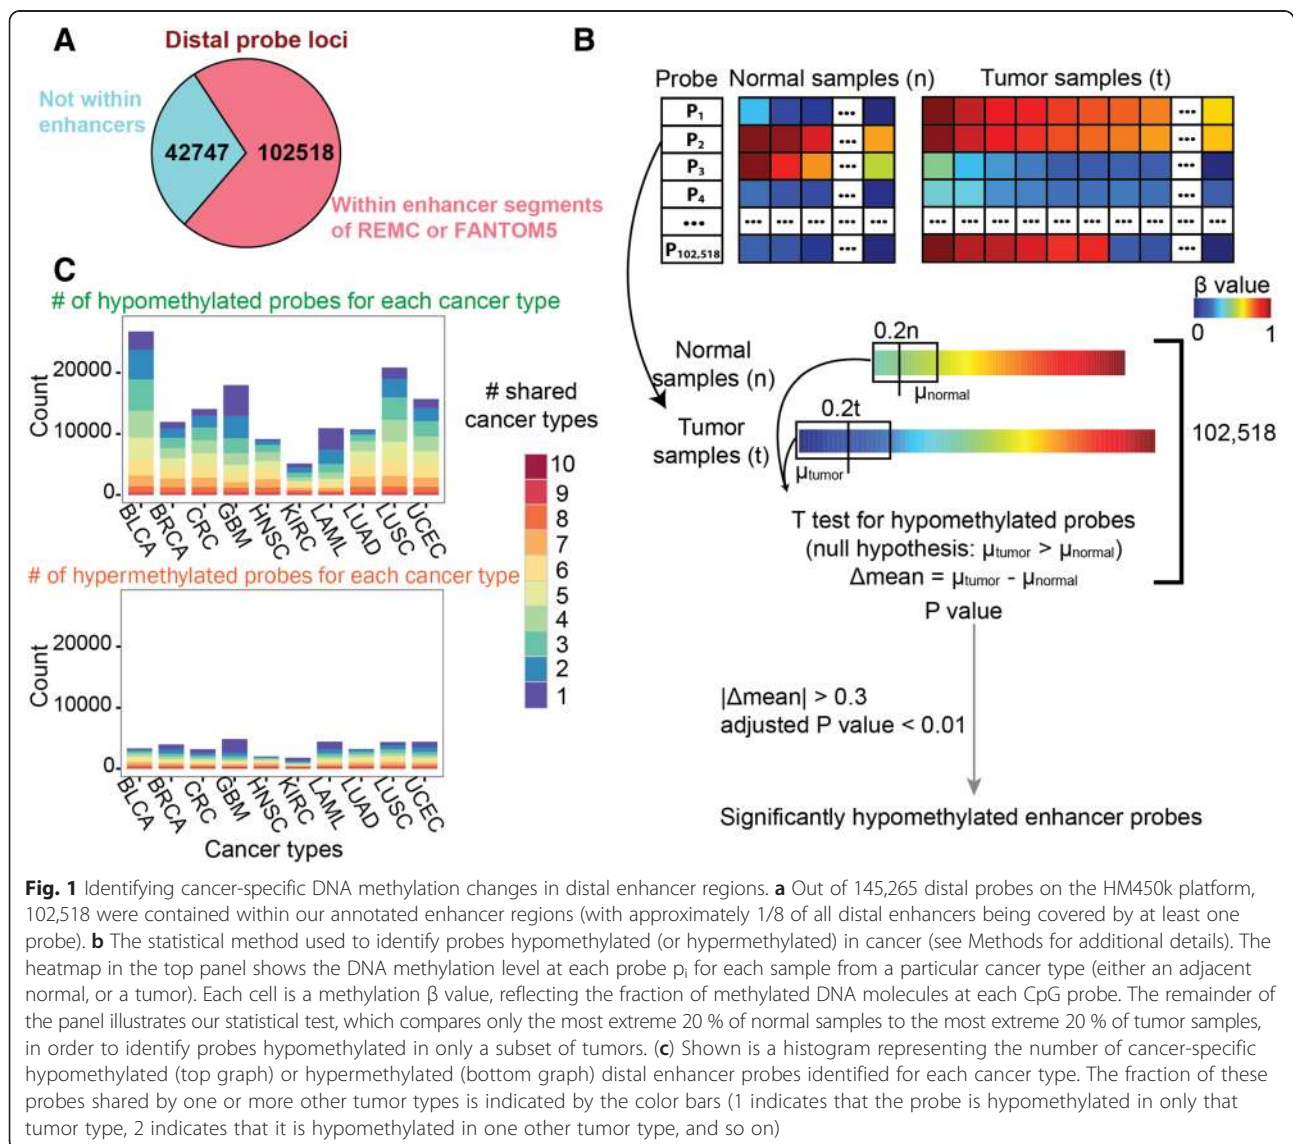 A
Distal probe loci
Not within
enhancers
42747
102518
Within enhancer segments
of REMC or FANTOM5
B
Probe
Normal samples (n)
Tumor samples (t)
P1
P2
P3
P4
...
P102,518
... ... ... ... ... ... ... ... ... ... ... ... ... ... ...
β value
0 1
0.2n
Normal
samples (n)
μnormal
0.2t
Tumor
samples (t)
μtumor
102,518
T test for hypomethylated probes
(null hypothesis: μtumor > μnormal)
Δmean = μtumor - μnormal
P value
|Δmean| > 0.3
adjusted P value < 0.01
Significantly hypomethylated enhancer probes
C
# of hypomethylated probes for each cancer type
Count
20000
10000
0
BLCA
BRCA
CRC
GBM
HNSC
KIRC
LAML
LUAD
LUSC
UCEC
# shared
cancer types
10
9
8
7
6
5
4
3
2
1
# of hypermethylated probes for each cancer type
Count
20000
10000
0
BLCA
BRCA
CRC
GBM
HNSC
KIRC
LAML
LUAD
LUSC
UCEC
Cancer types
Fig. 1 Identifying cancer-specific DNA methylation changes in distal enhancer regions. a Out of 145,265 distal probes on the HM450k platform,
102,518 were contained within our annotated enhancer regions (with approximately 1/8 of all distal enhancers being covered by at least one
probe). b The statistical method used to identify probes hypomethylated (or hypermethylated) in cancer (see Methods for additional details). The
heatmap in the top panel shows the DNA methylation level at each probe pi for each sample from a particular cancer type (either an adjacent
normal, or a tumor). Each cell is a methylation β value, reflecting the fraction of methylated DNA molecules at each CpG probe. The remainder of
the panel illustrates our statistical test, which compares only the most extreme 20 % of normal samples to the most extreme 20 % of tumor samples,
in order to identify probes hypomethylated in only a subset of tumors. (c) Shown is a histogram representing the number of cancer-specific
hypomethylated (top graph) or hypermethylated (bottom graph) distal enhancer probes identified for each cancer type. The fraction of these
probes shared by one or more other tumor types is indicated by the color bars (1 indicates that the probe is hypomethylated in only that
tumor type, 2 indicates that it is hypomethylated in one other tumor type, and so on)